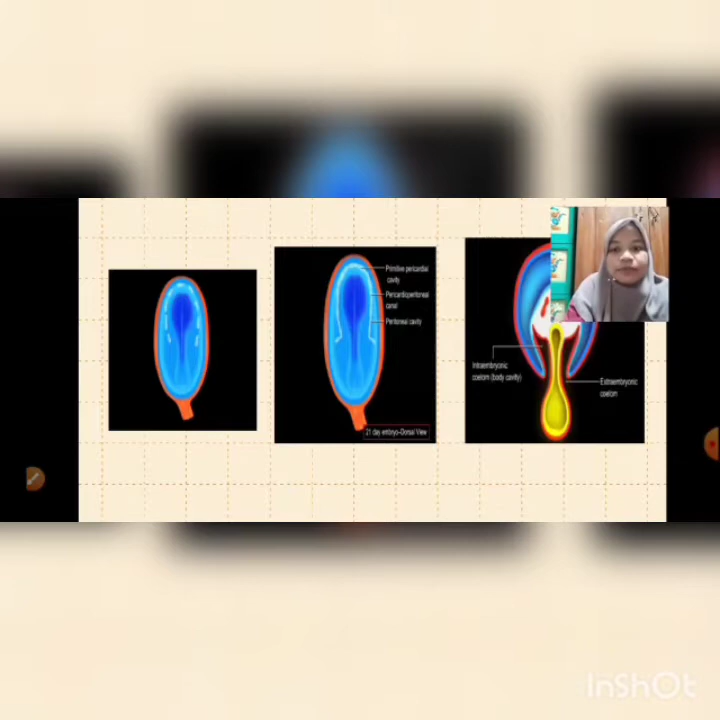 Primitive pericardial
cavity
Pericardioperitoneal
canal
Peritoneal cavity
21 day embryo-Dorsal View
Intraembryonic
coelom (body cavity)
Extraembryonic
coelom
InShOt